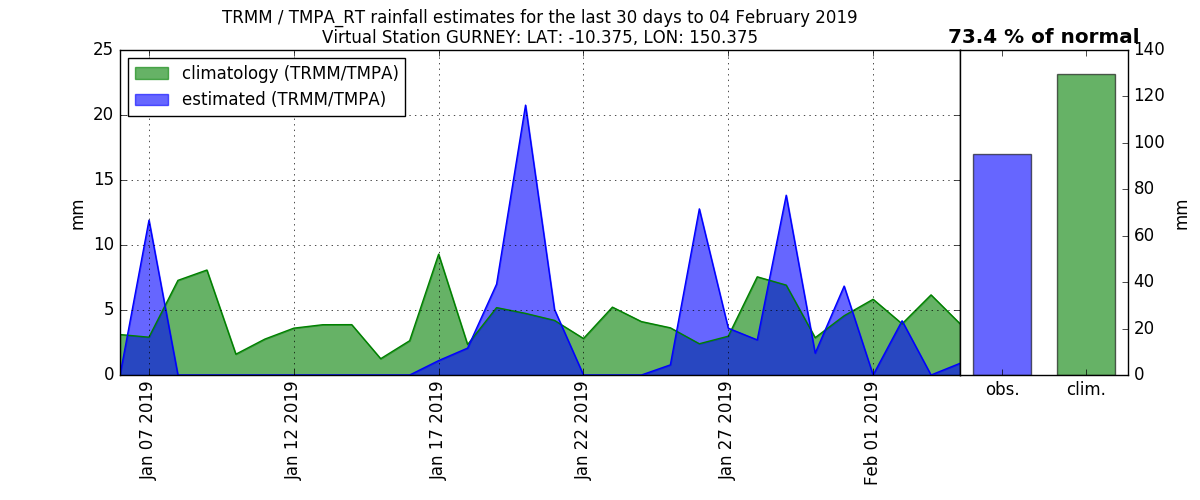 TRMM / TMPA_RT rainfall estimates for the last 30 days to 04 February 2019
Virtual Station GURNEY: LAT: -10.375, LON: 150.375
73.4 % of normal
climatology (TRMM/TMPA)
estimated (TRMM/TMPA)
25
20
15
10
5
0
mm
Jan 07 2019
Jan 12 2019
Jan 17 2019
Jan 22 2019
Jan 27 2019
Feb 01 2019
obs.
clim.
140
120
100
80
60
40
20
0
mm